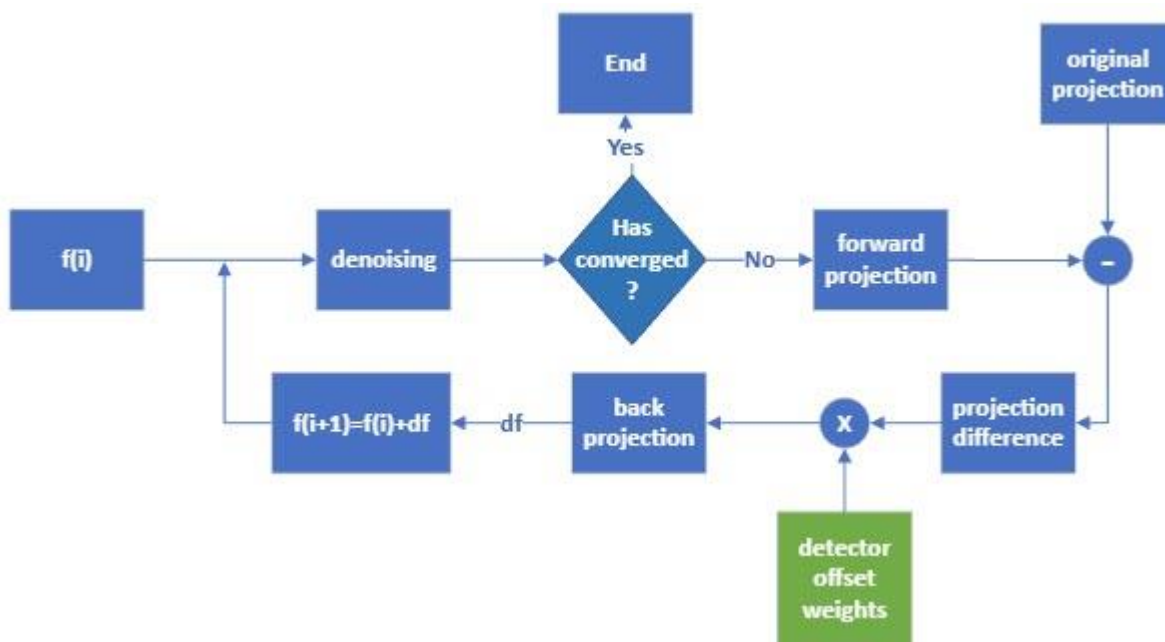 End
original
projection
Yes
f(i)
denoising
Has
converged
?
No
forward
projection
-
f(i+1)=f(i)+df
df
back
projection
X
projection
difference
detector
offset
weights